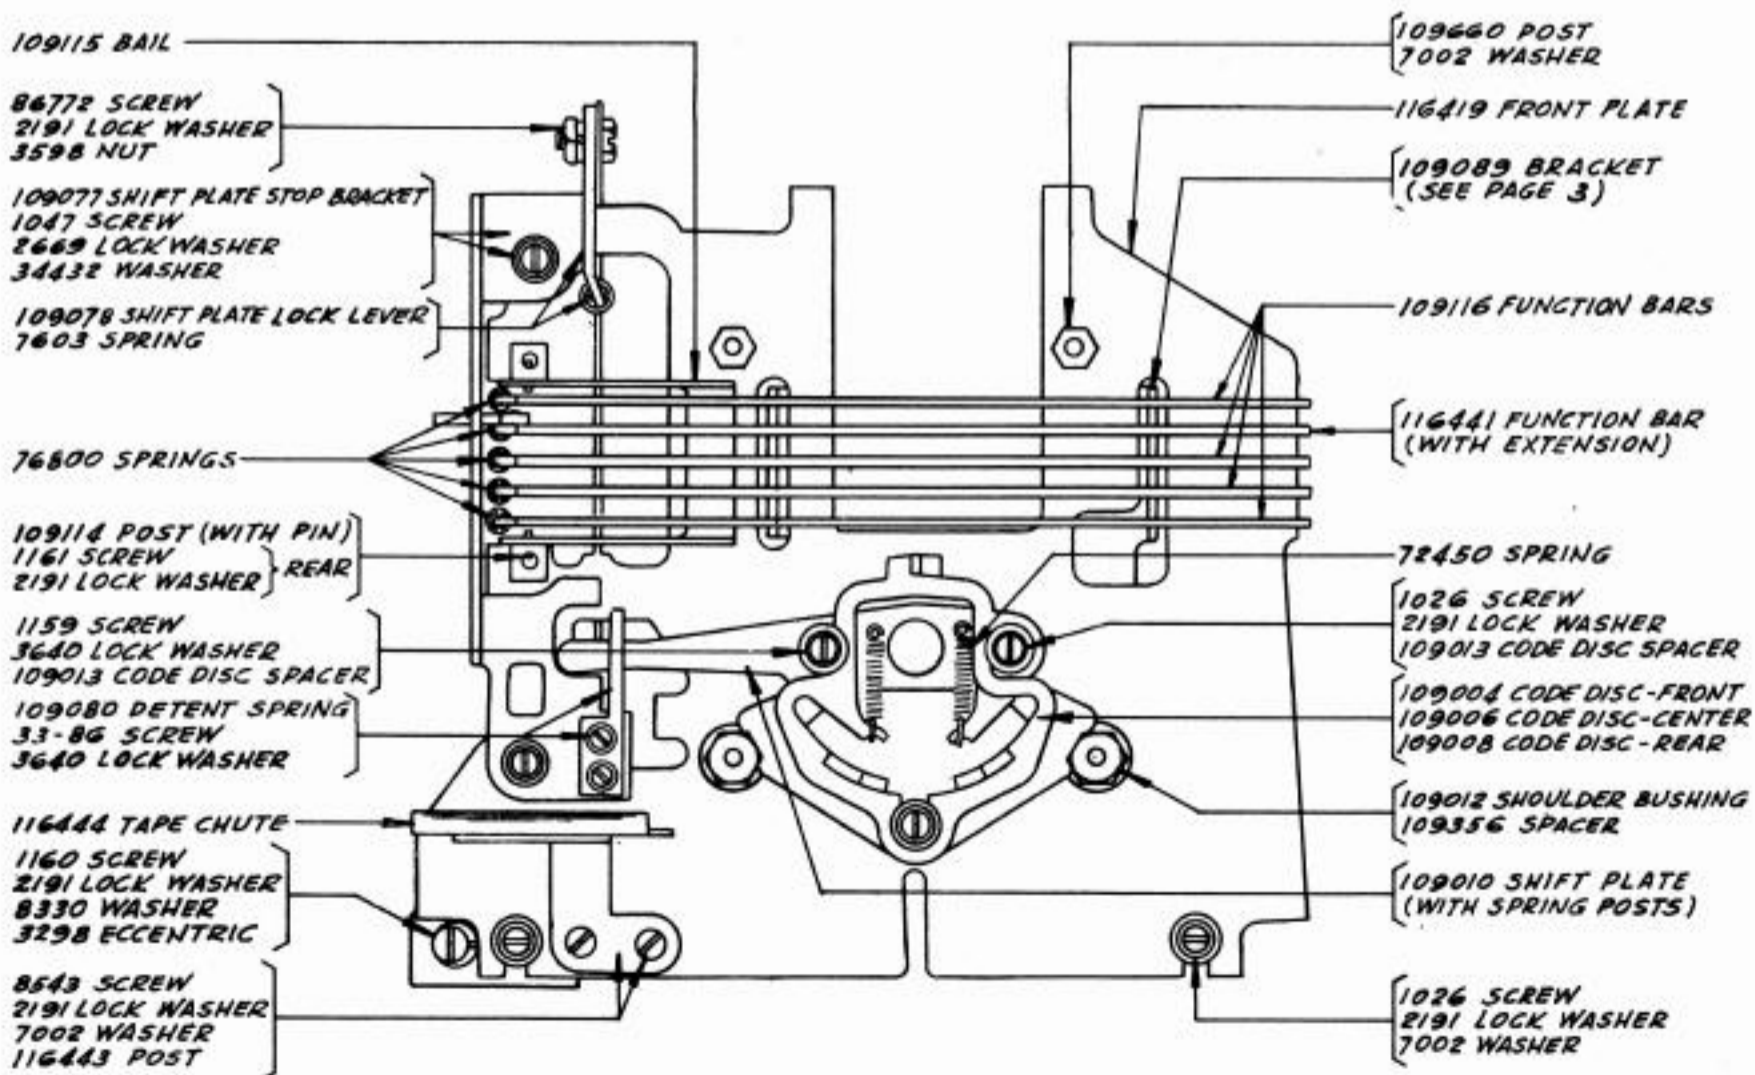 109115 BAIL
86772 SCREW
2191 LOCK WASHER
3598 NUT
109077 SHIFT PLATE STOP BRACKET
1047 SCREW
2669 LOCK WASHER
34432 WASHER
109078 SHIFT PLATE LOCK LEVER
7603 SPRING
76800 SPRINGS
109114 POST (WITH PIN)
1161 SCREW
2191 LOCK WASHER } REAR
1159 SCREW
3640 LOCK WASHER
109013 CODE DISC SPACER
109080 DETENT SPRING
33-86 SCREW
3640 LOCK WASHER
116444 TAPE CHUTE
1160 SCREW
2191 LOCK WASHER
8330 WASHER
3298 ECCENTRIC
8543 SCREW
2191 LOCK WASHER
7002 WASHER
116443 POST
109660 POST
7002 WASHER
116419 FRONT PLATE
109089 BRACKET
(SEE PAGE 3)
109116 FUNCTION BARS
116441 FUNCTION BAR
(WITH EXTENSION)
72450 SPRING
1026 SCREW
2191 LOCK WASHER
109013 CODE DISC SPACER
109004 CODE DISC-FRONT
109006 CODE DISC-CENTER
109008 CODE DISC-REAR
109012 SHOULDER BUSHING
109356 SPACER
109010 SHIFT PLATE
(WITH SPRING POSTS)
1026 SCREW
2191 LOCK WASHER
7002 WASHER